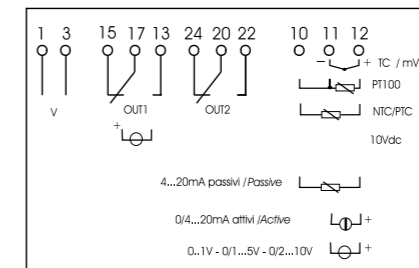 1 3 15 17 13 24 20 22 10 11 12
− + TC / mV
PT100
V OUT1 OUT2 NTC/PTC
+
10Vdc
4...20mA passivi /Passive
0/4...20mA attivi /Active +
0..1V - 0/1...5V - 0/2...10V +